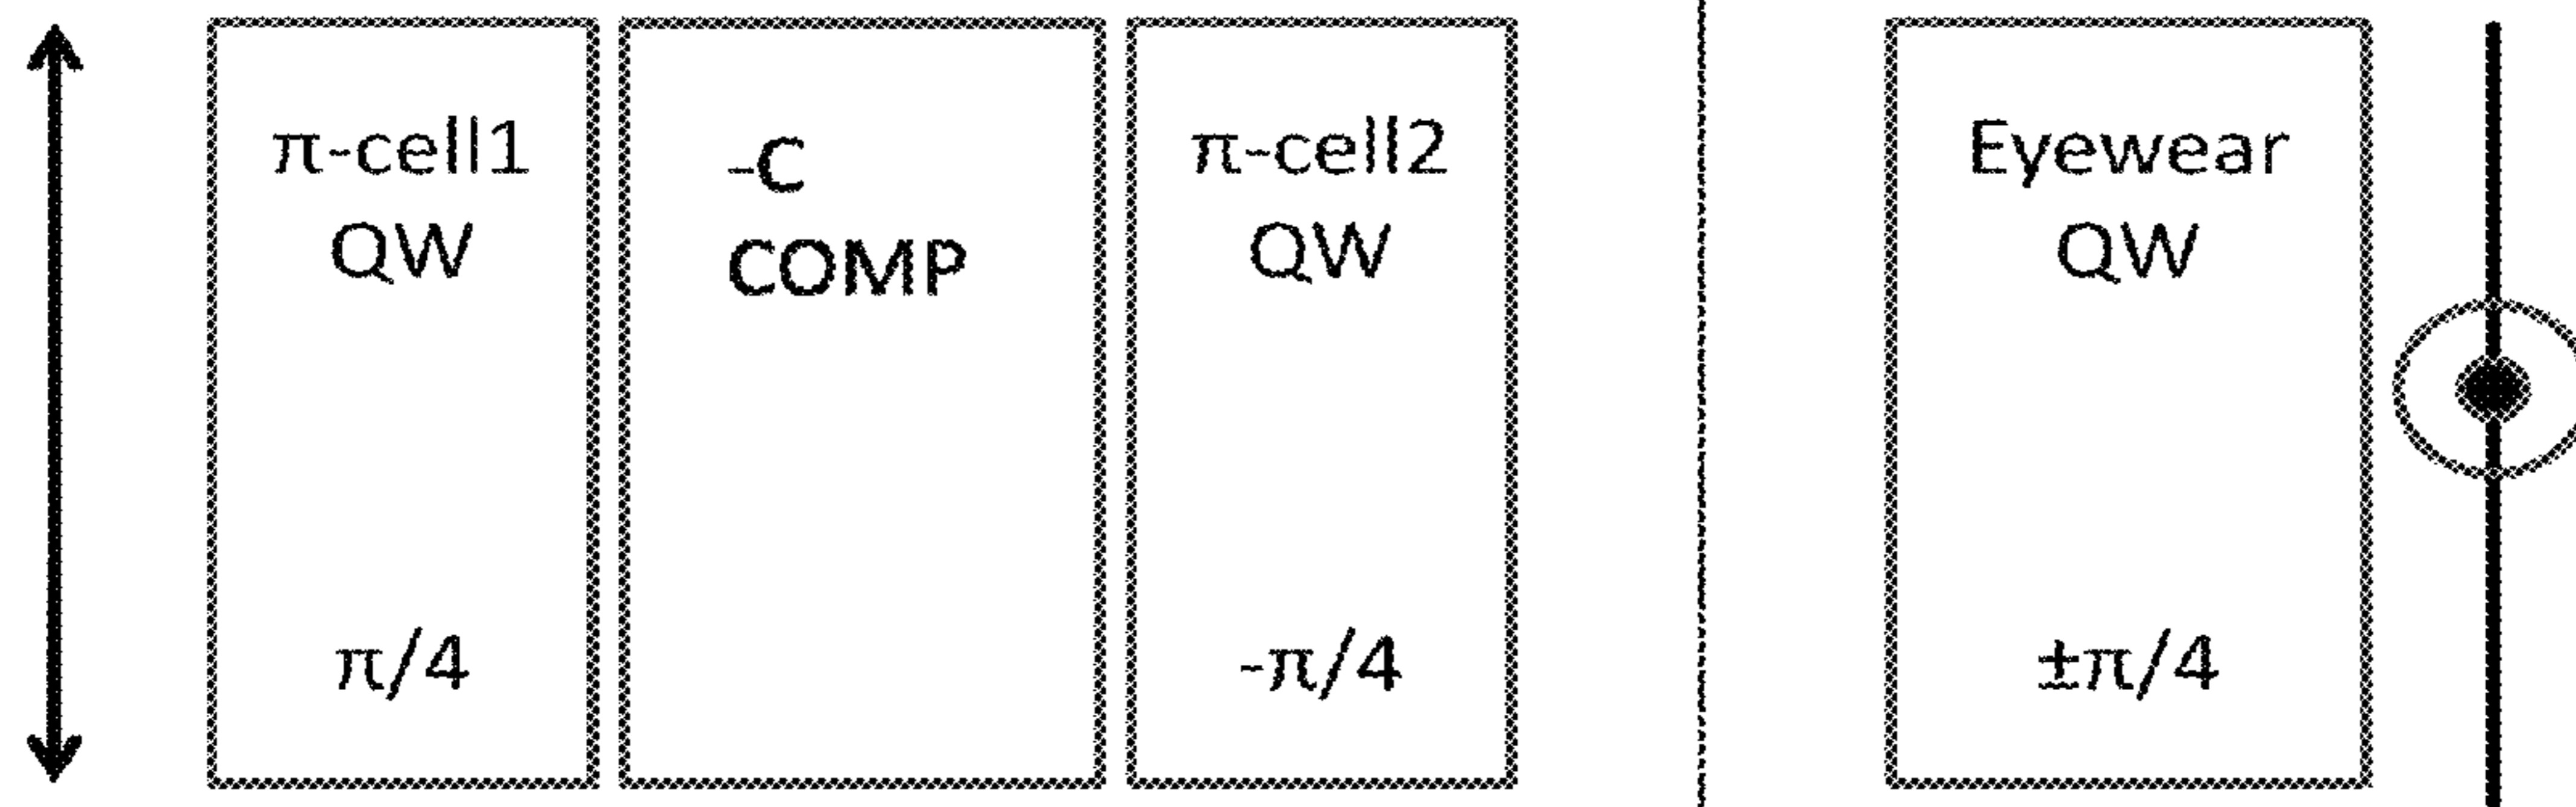 π-cell1
QW
π/4
-C
COMP
π-cell2
QW
-π/4
Eyewear
QW
±π/4